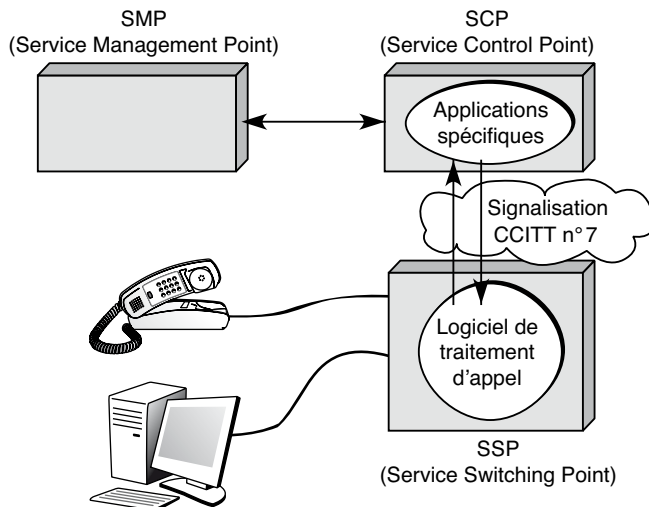 SMP
(Service Management Point)
SCP
(Service Control Point)
Applications
spécifiques
Signalisation
CCITT n° 7
Logiciel de
traitement
d'appel
SSP
(Service Switching Point)